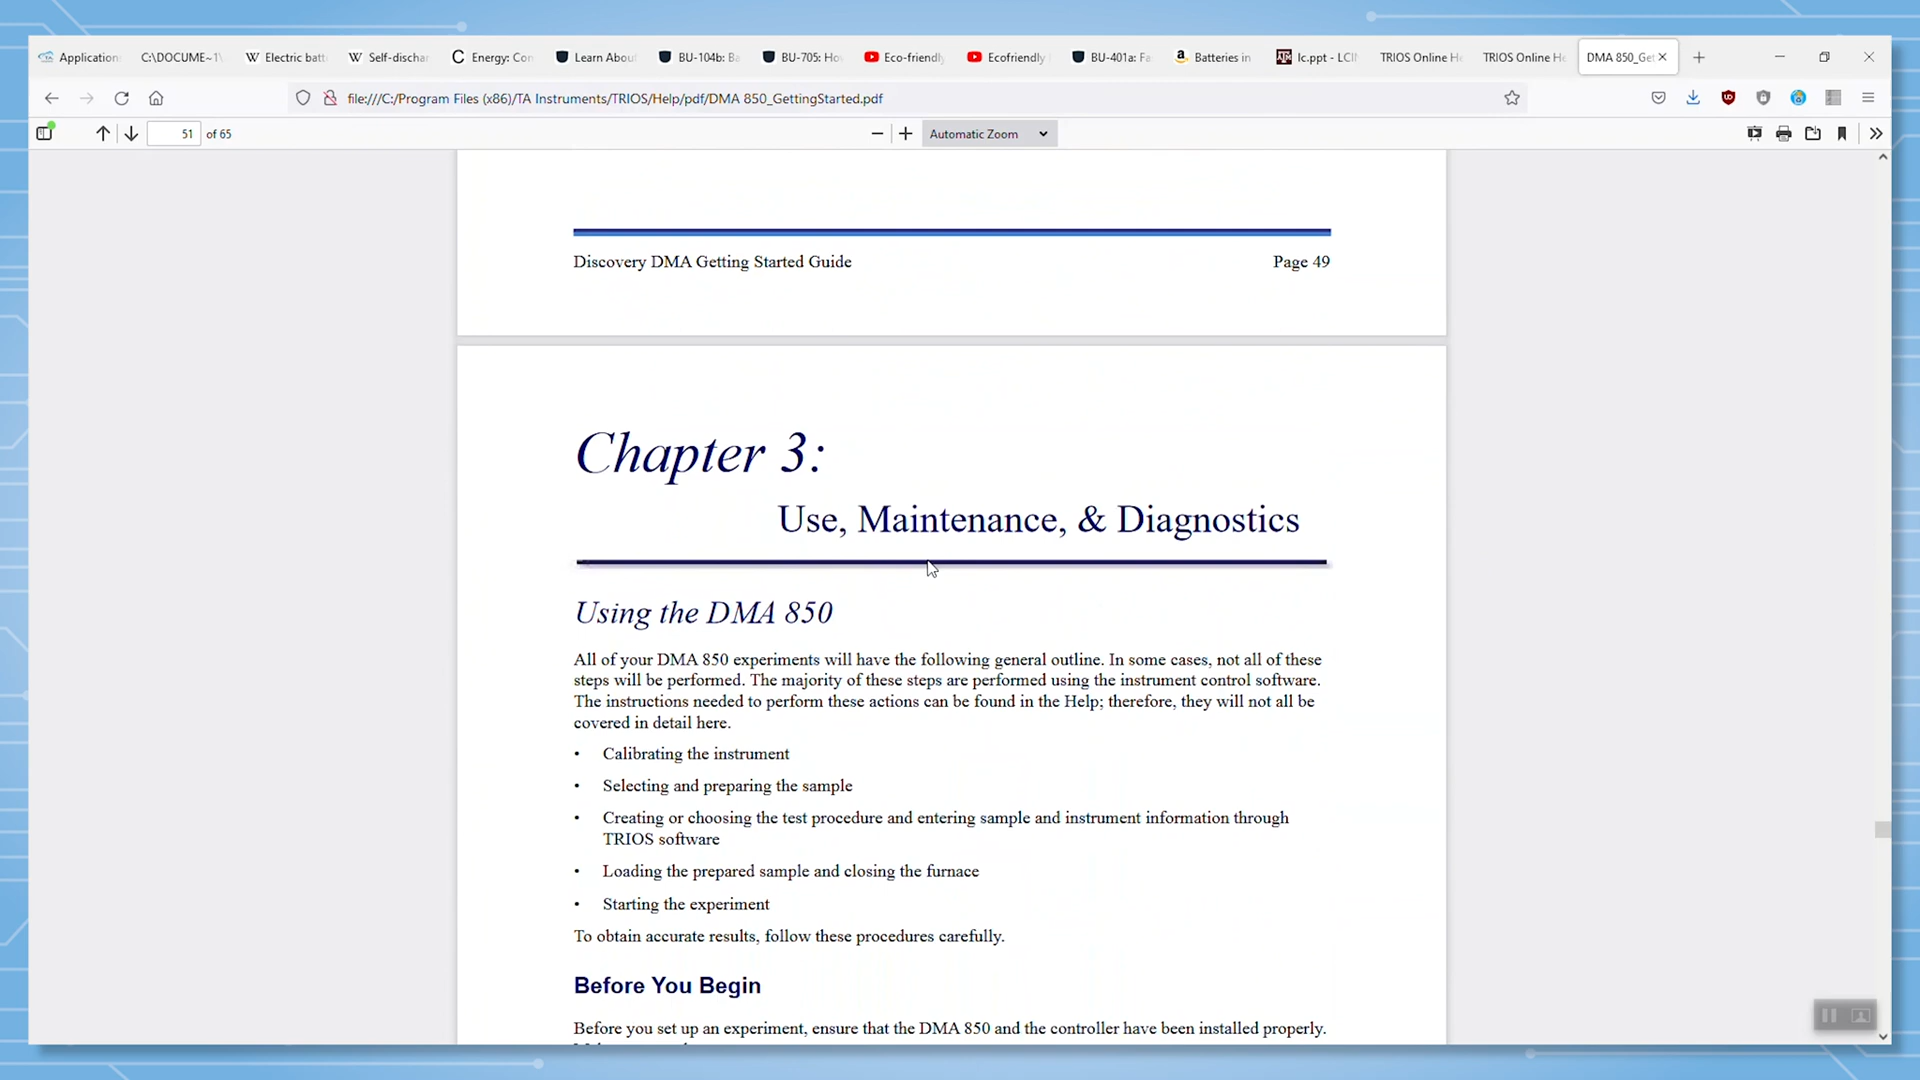 Application
C:\DOCUME~1\
Electric batt
Self-dischar
Energy: Con
Learn Abou
BU-104b: Ba
BU-705: Ho
Eco-friendly
Ecofriendly
BU-401a: Fa
Batteries in
lc.ppt - LCIN
TRIOS Online He
TRIOS Online He
DMA 850_Get
file:///C:/Program Files (x86)/TA Instruments/TRIOS/Help/pdf/DMA 850_GettingStarted.pdf
51 of 65
Automatic Zoom
Discovery DMA Getting Started Guide
Page 49
Chapter 3:
Use, Maintenance, & Diagnostics
Using the DMA 850
All of your DMA 850 experiments will have the following general outline. In some cases, not all of these
steps will be performed. The majority of these steps are performed using the instrument control software.
The instructions needed to perform these actions can be found in the Help; therefore, they will not all be
covered in detail here.
• Calibrating the instrument
• Selecting and preparing the sample
• Creating or choosing the test procedure and entering sample and instrument information through
TRIOS software
• Loading the prepared sample and closing the furnace
• Starting the experiment
To obtain accurate results, follow these procedures carefully.
Before You Begin
Before you set up an experiment, ensure that the DMA 850 and the controller have been installed properly.